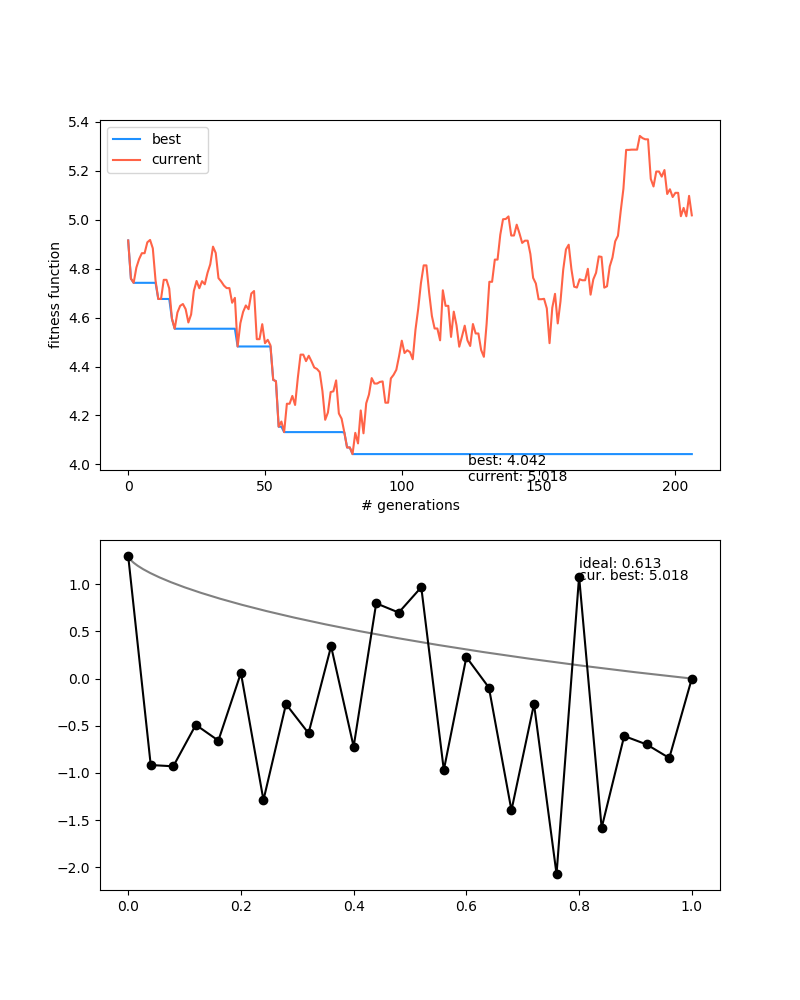 5.4
5.2
5.0
4.8
4.6
4.4
4.2
4.0
fitness function
best
current
best: 4.042
current: 5.018
0 50 100 150 200
# generations
ideal: 0.613
cur. best: 5.018
1.0
0.5
0.0
−0.5
−1.0
−1.5
−2.0
0.0 0.2 0.4 0.6 0.8 1.0